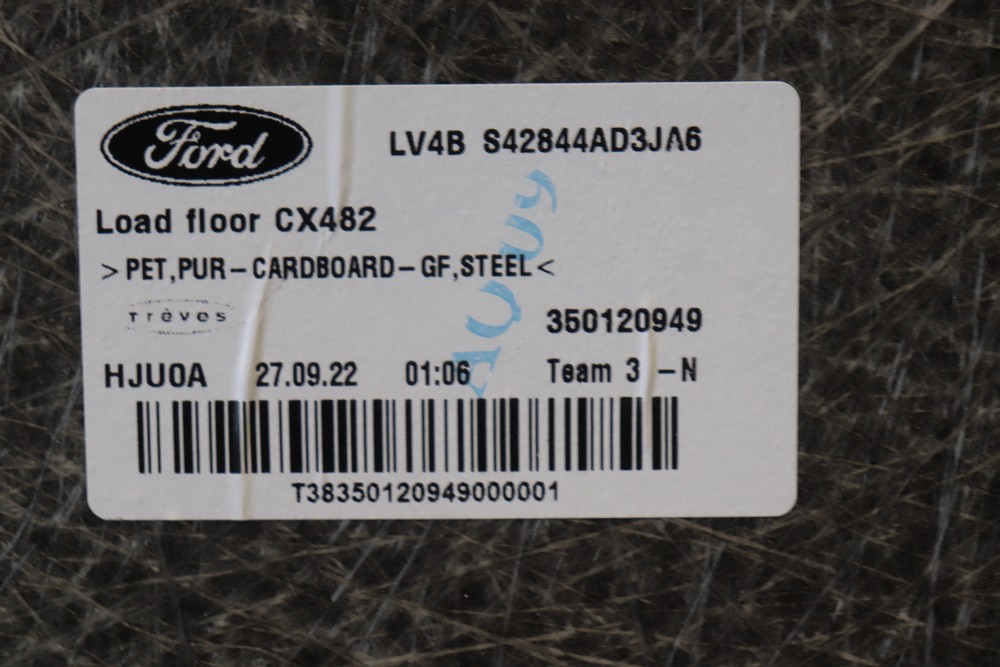 Ford
LV4B S42844AD3JA6
Load floor CX482
>PET,PUR-CARDBOARD-GF,STEEL<
Trèves
350120949
HJU0A 27.09.22 01:06 Team 3 -N
T38350120949000001